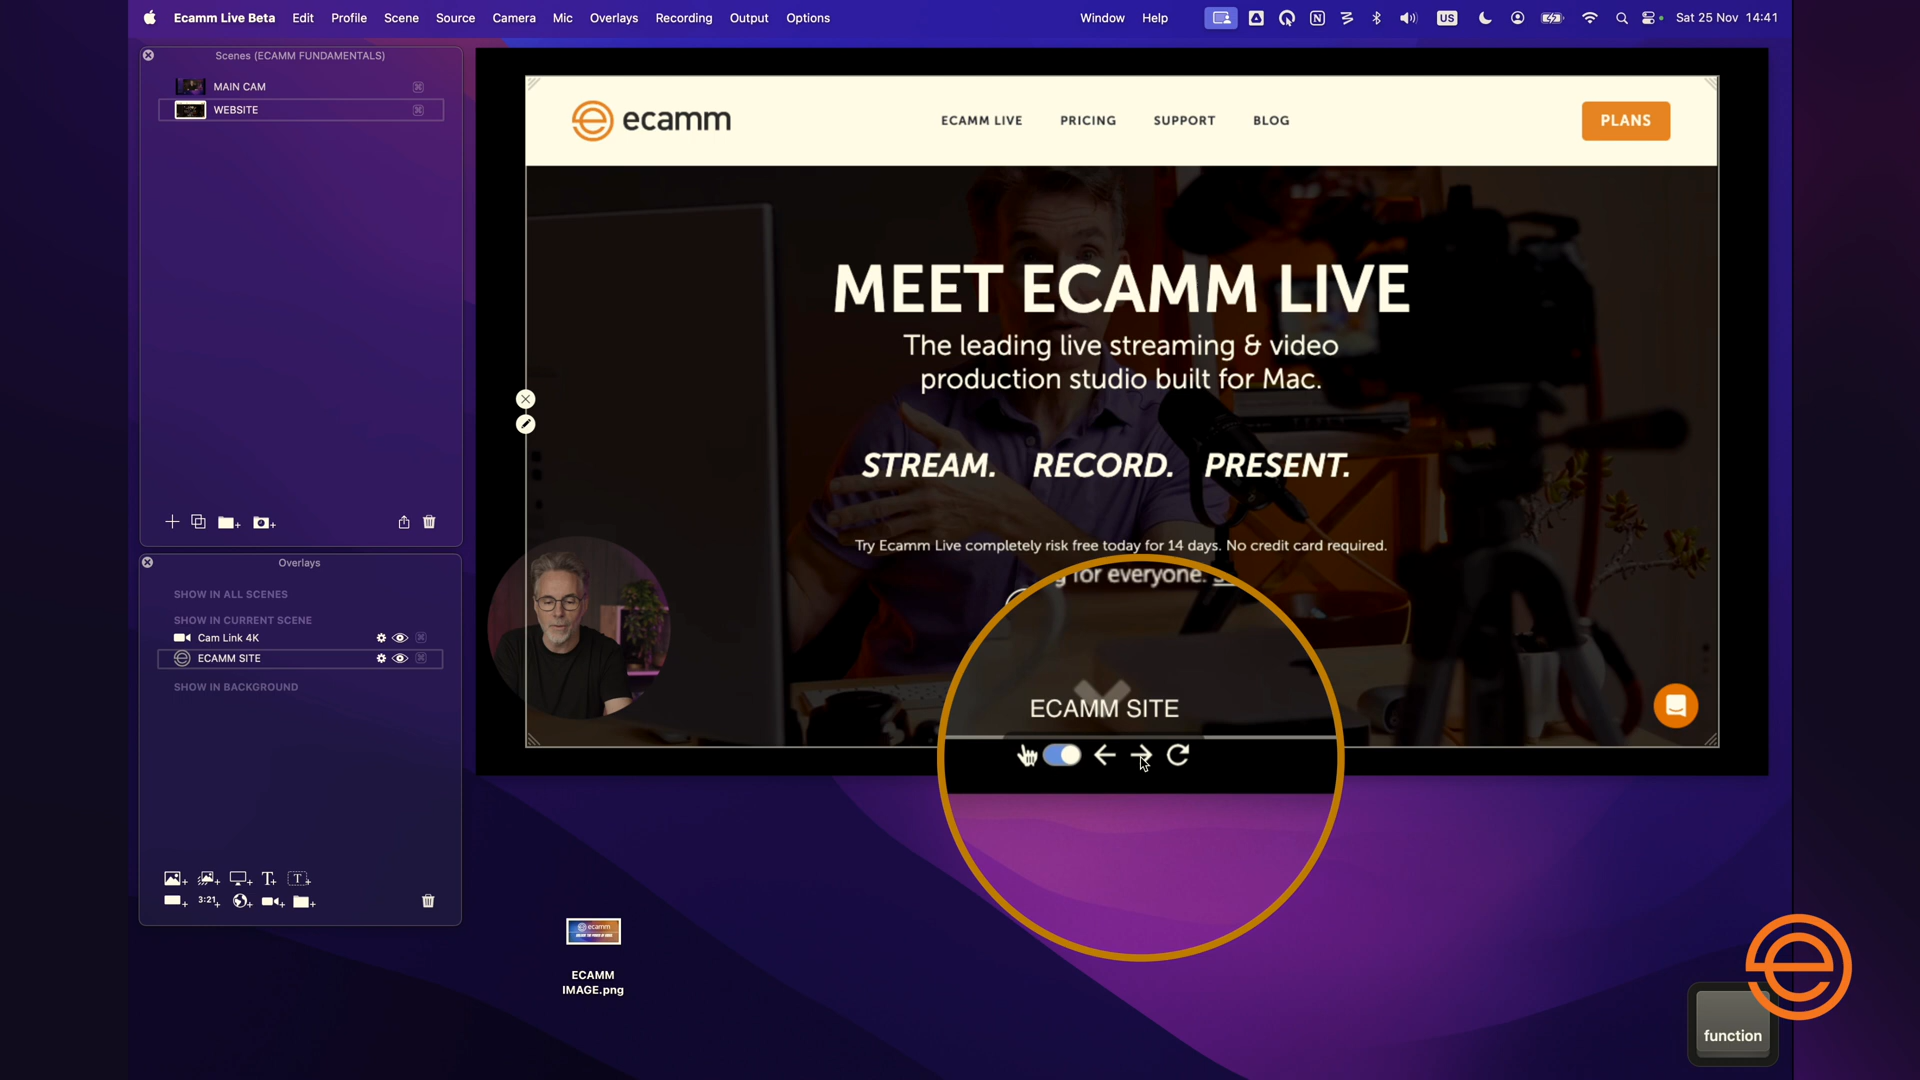 Ecamm Live Beta Edit Profile Scene Source Camera Mic Overlays Recording Output Options Window Help US Sat 25 Nov 14:41
Scenes (ECAMM FUNDAMENTALS)
MAIN CAM
WEBSITE
ecamm ECAMM LIVE PRICING SUPPORT BLOG PLANS
MEET ECAMM LIVE
The leading live streaming & video
production studio built for Mac.
STREAM. RECORD. PRESENT.
Try Ecamm Live completely risk free today for 14 days. No credit card required.
for everyone.
ECAMM SITE
Overlays
SHOW IN ALL SCENES
SHOW IN CURRENT SCENE
Cam Link 4K
ECAMM SITE
SHOW IN BACKGROUND
3:21
ecamm
ECAMM
IMAGE.png
function